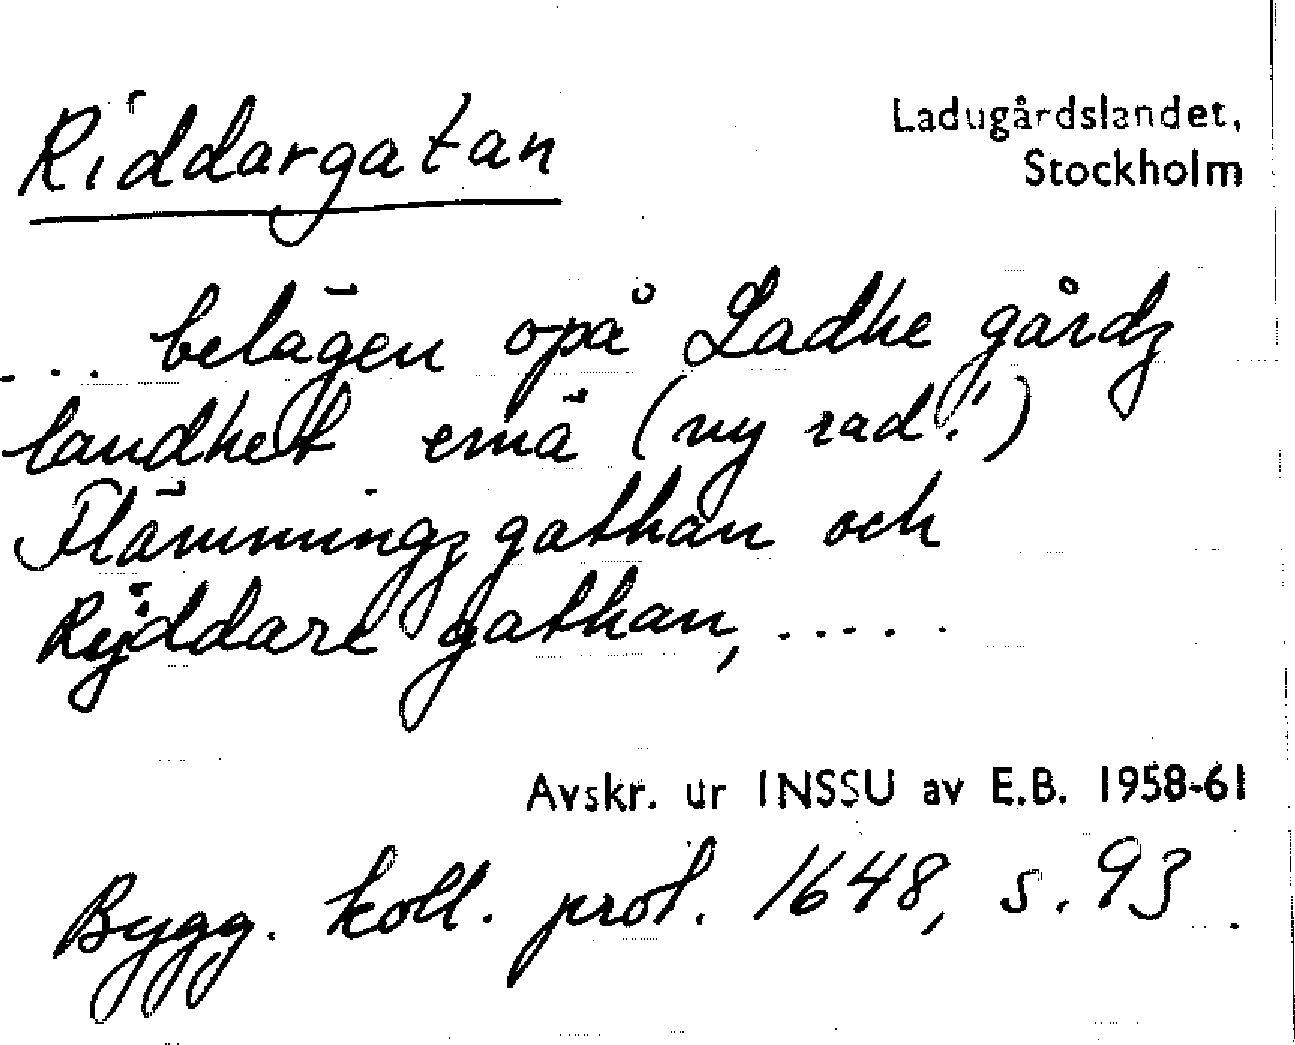 Riddargatan
Ladugårdslandet,
Stockholm
... belägen opå Ladhe gårdz
landhet emä (ny rad!)
Flämmingz gathan och
Rÿddare gathan, .....
Avskr. ur INSSU av E.B. 1958-61
Bygg. koll. prot. 1648, s. 93.